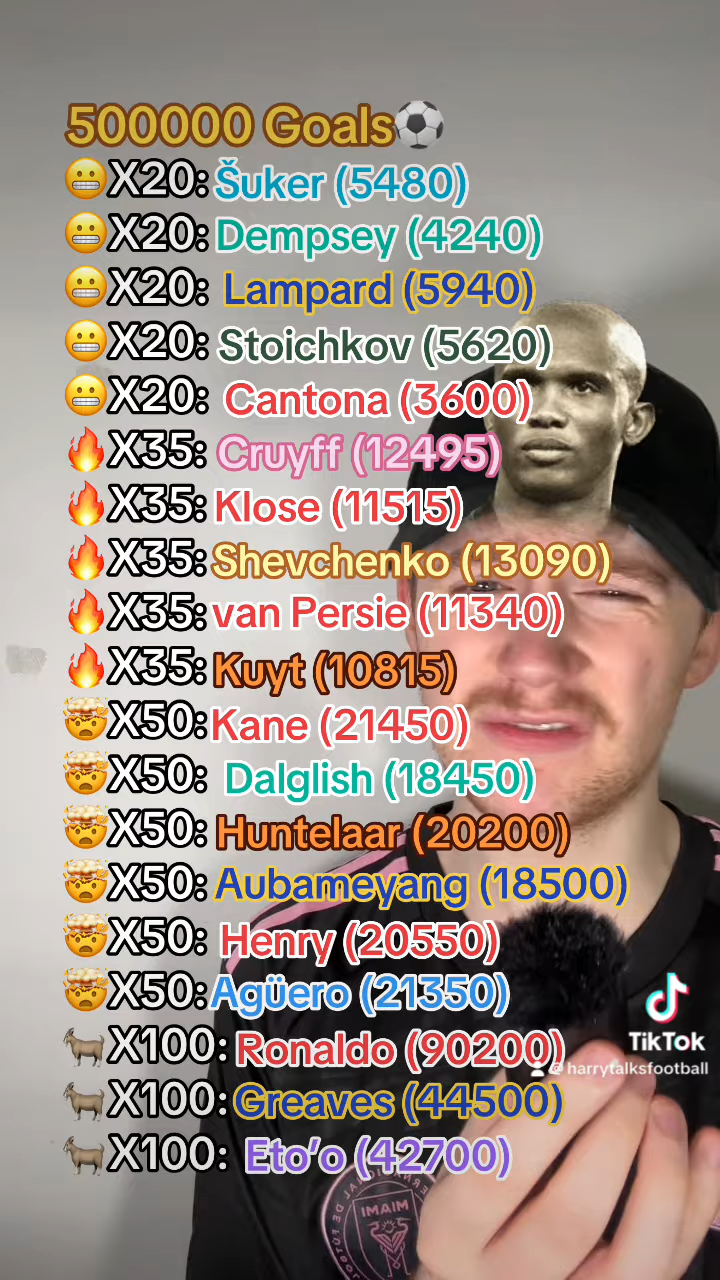 500000 Goals⚽
😬X20: Šuker (5480)
😬X20: Dempsey (4240)
😬X20: Lampard (5940)
😬X20: Stoichkov (5620)
😬X20: Cantona (3600)
🔥X35: Cruyff (12495)
🔥X35: Klose (11515)
🔥X35: Shevchenko (13090)
🔥X35: van Persie (11340)
🔥X35: Kuyt (10815)
🤯X50: Kane (21450)
🤯X50: Dalglish (18450)
🤯X50: Huntelaar (20200)
🤯X50: Aubameyang (18500)
🤯X50: Henry (20550)
🤯X50: Agüero (21350)
🐐X100: Ronaldo (90200)
🐐X100: Greaves (44500)
🐐X100: Eto’o (42700)
TikTok
@harrytalksfootball
IMAIM